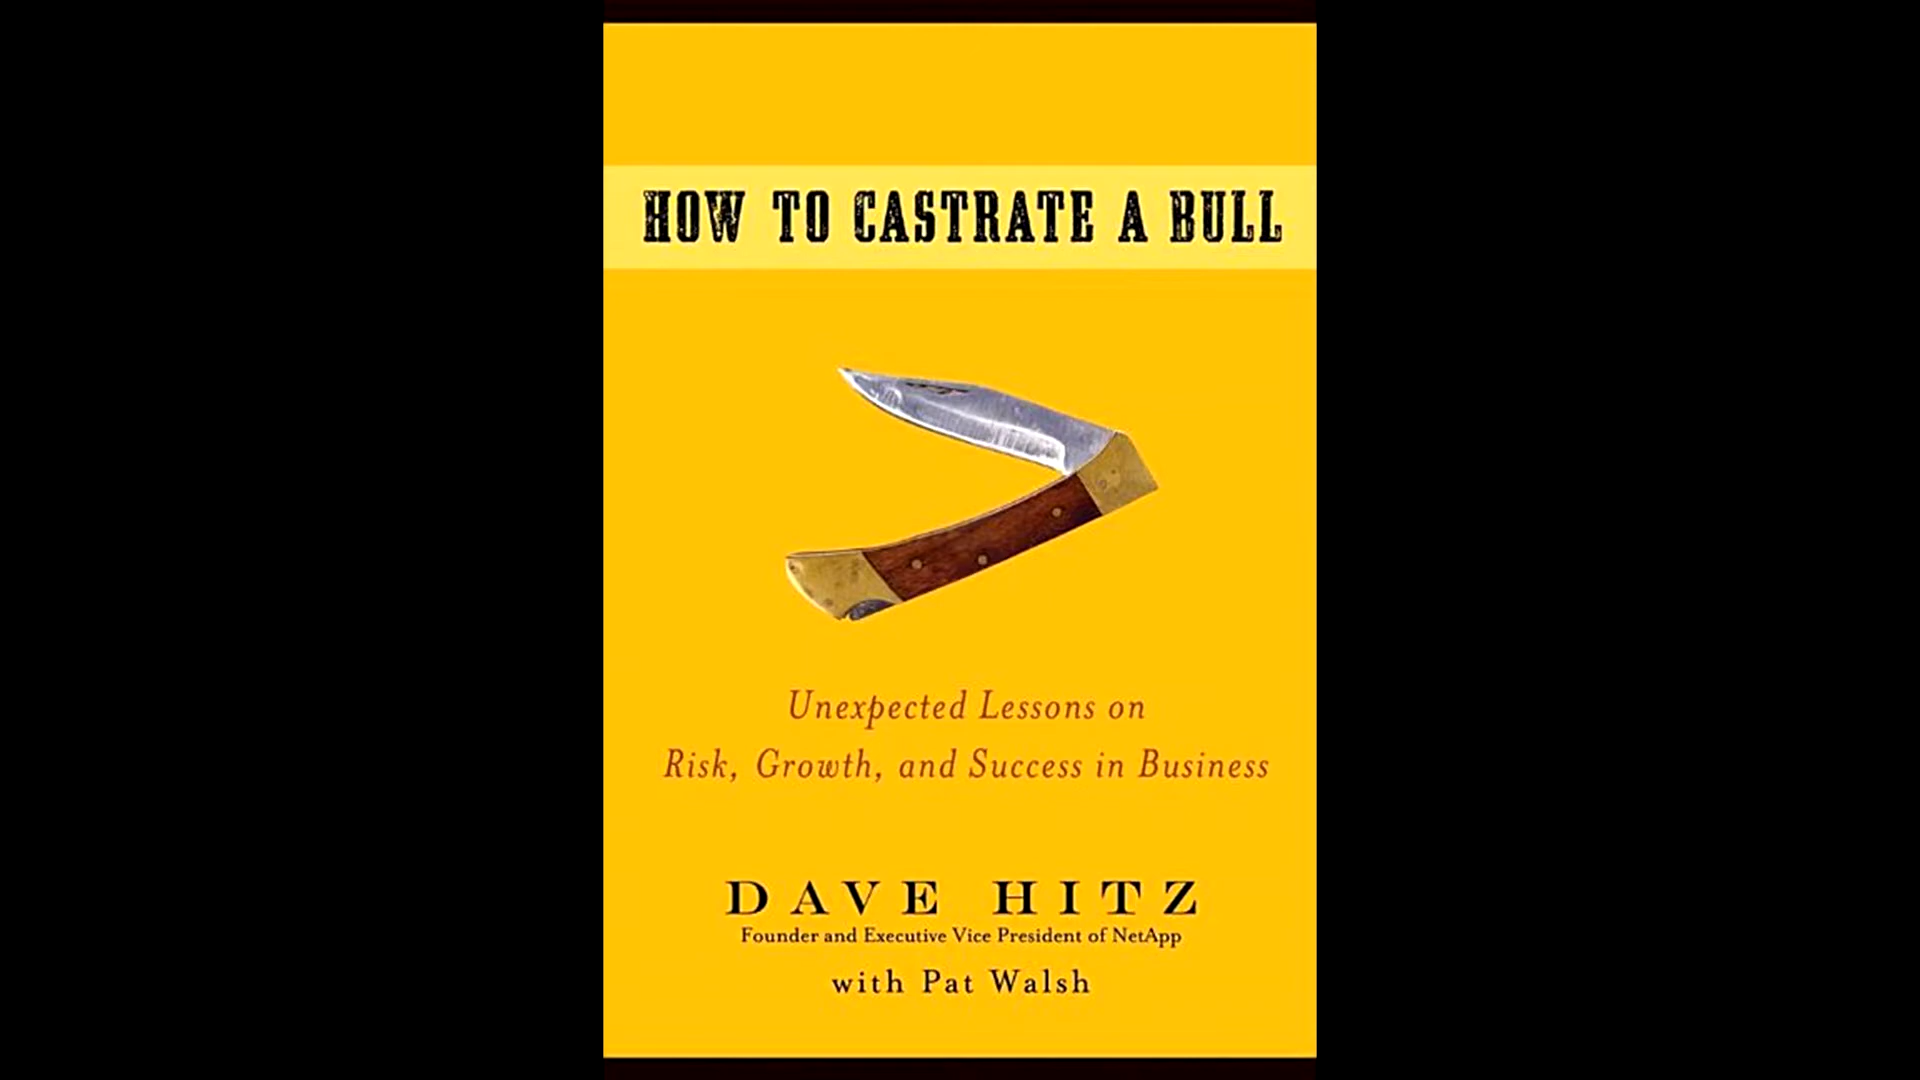 HOW TO CASTRATE A BULL
Unexpected Lessons on
Risk, Growth, and Success in Business
DAVE HITZ
Founder and Executive Vice President of NetApp
with Pat Walsh